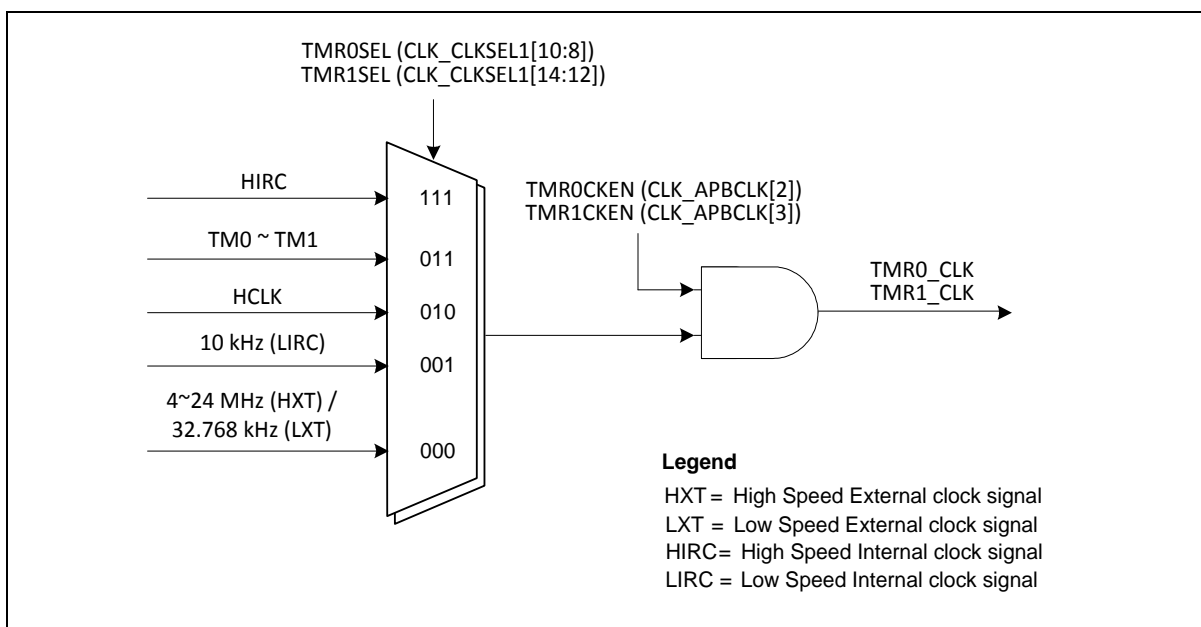 TMR0SEL (CLK_CLKSEL1[10:8])
TMR1SEL (CLK_CLKSEL1[14:12])
HIRC
111
TMR0CKEN (CLK_APBCLK[2])
TMR1CKEN (CLK_APBCLK[3])
TM0 ~ TM1
011
TMR0_CLK
TMR1_CLK
HCLK
010
10 kHz (LIRC)
001
4~24 MHz (HXT) /
32.768 kHz (LXT)
000
Legend
HXT = High Speed External clock signal
LXT = Low Speed External clock signal
HIRC= High Speed Internal clock signal
LIRC = Low Speed Internal clock signal